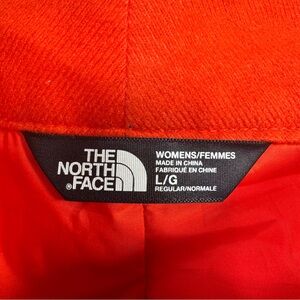 THE
NORTH
FACE
WOMENS/FEMMES
MADE IN CHINA
FABRIQUÉ EN CHINE
L/G
REGULAR/NORMALE